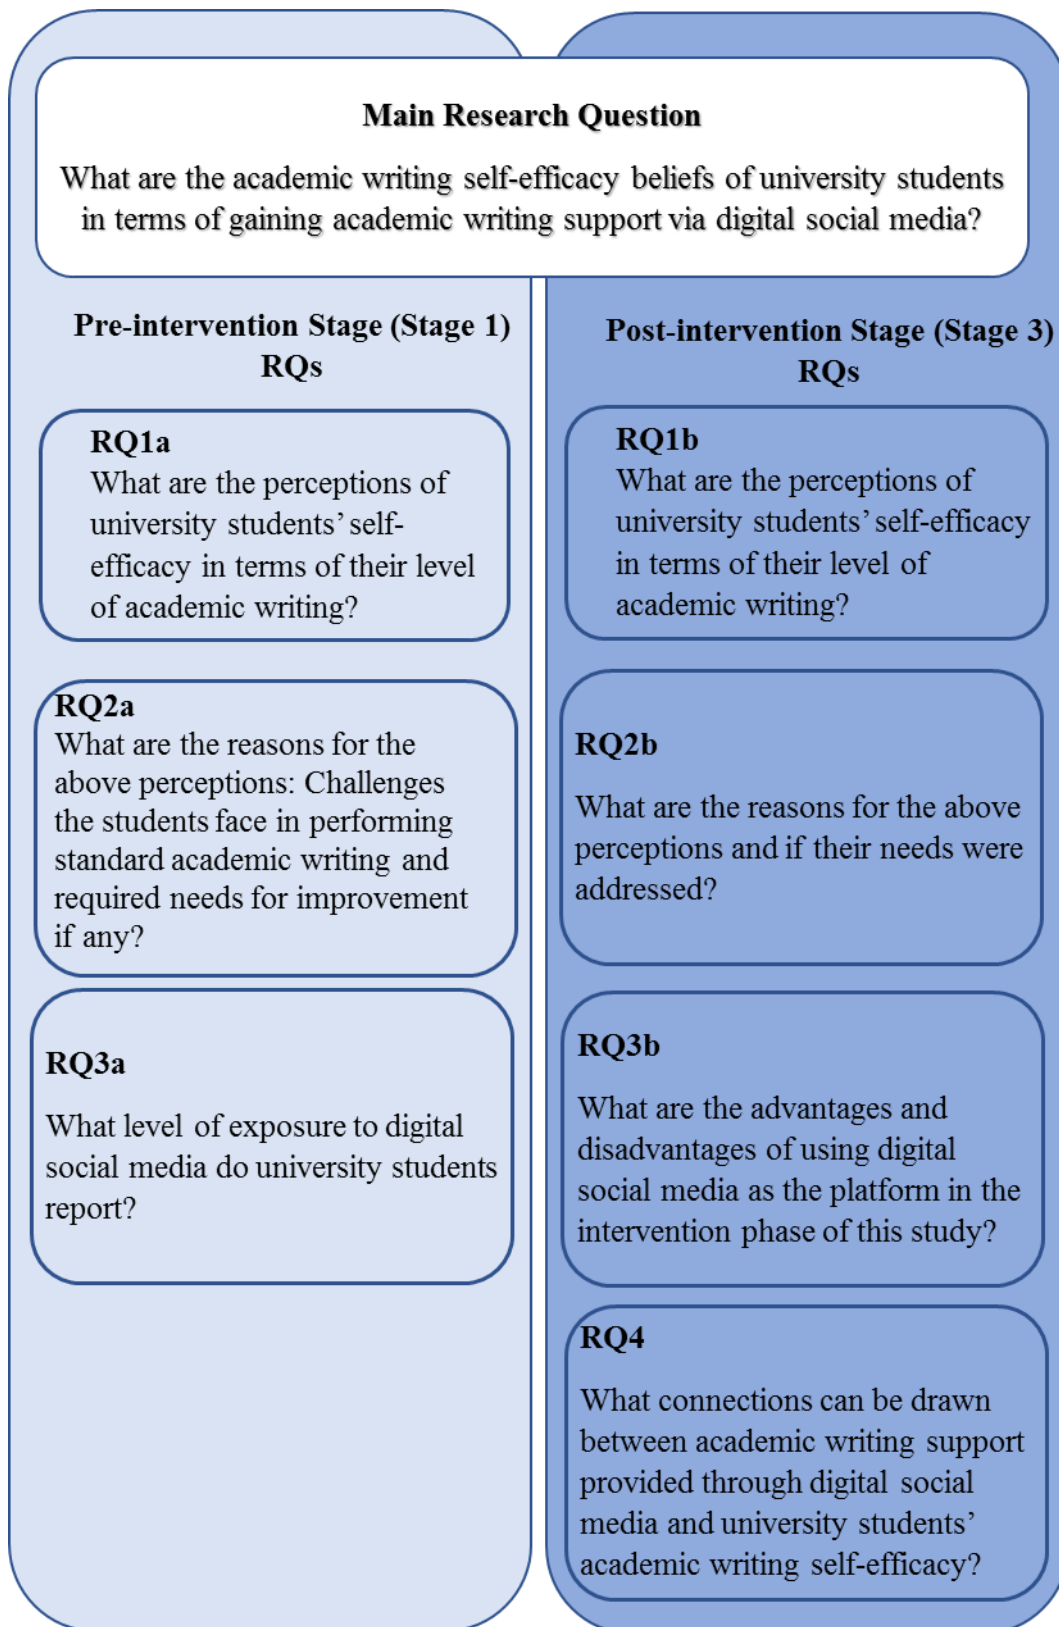 Main Research Question
What are the academic writing self-efficacy beliefs of university students
in terms of gaining academic writing support via digital social media?
Pre-intervention Stage (Stage 1)
RQs
RQ1a
What are the perceptions of
university students’ self-
efficacy in terms of their level
of academic writing?
RQ2a
What are the reasons for the
above perceptions: Challenges
the students face in performing
standard academic writing and
required needs for improvement
if any?
RQ3a
What level of exposure to digital
social media do university students
report?
Post-intervention Stage (Stage 3)
RQs
RQ1b
What are the perceptions of
university students’ self-efficacy
in terms of their level of
academic writing?
RQ2b
What are the reasons for the above
perceptions and if their needs were
addressed?
RQ3b
What are the advantages and
disadvantages of using digital
social media as the platform in the
intervention phase of this study?
RQ4
What connections can be drawn
between academic writing support
provided through digital social
media and university students’
academic writing self-efficacy?